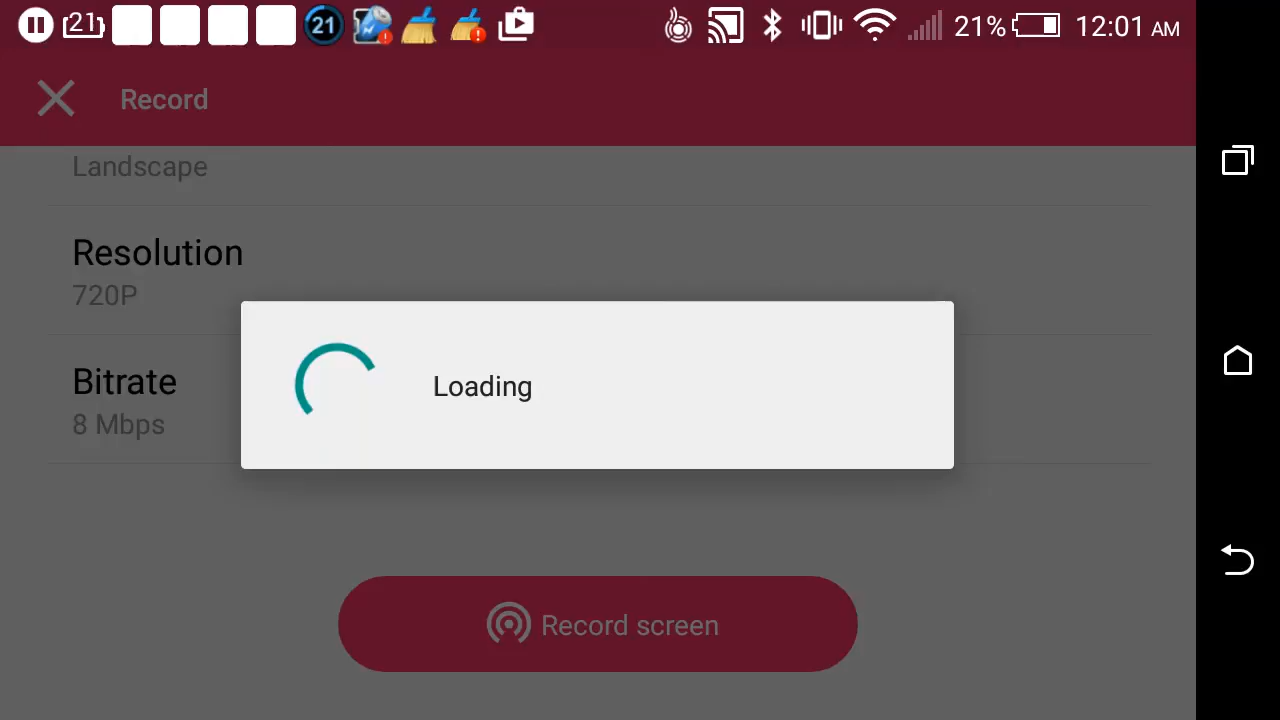 21 21 21% 12:01 AM
Record
Landscape
Resolution
720P
Bitrate
8 Mbps
Loading
Record screen